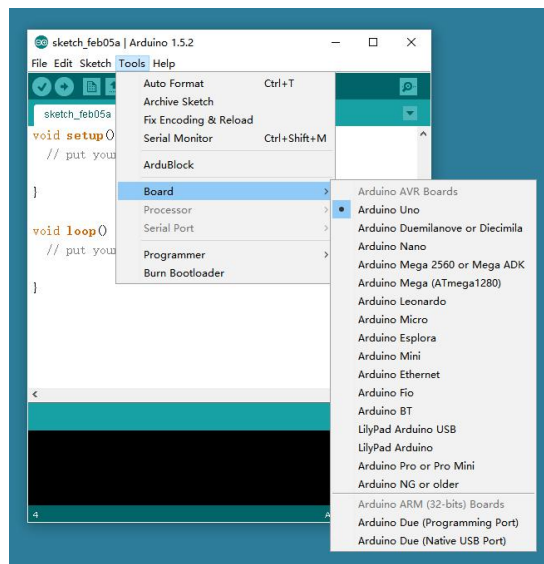 sketch_feb05a | Arduino 1.5.2
File Edit Sketch Tools Help
sketch_feb05a
void setup()
// put your
}
void loop()
// put your
}
Auto Format Ctrl+T
Archive Sketch
Fix Encoding & Reload
Serial Monitor Ctrl+Shift+M
ArduBlock
Board
Processor
Serial Port
Programmer
Burn Bootloader
Arduino AVR Boards
Arduino Uno
Arduino Duemilanove or Diecimila
Arduino Nano
Arduino Mega 2560 or Mega ADK
Arduino Mega (ATmega1280)
Arduino Leonardo
Arduino Micro
Arduino Esplora
Arduino Mini
Arduino Ethernet
Arduino Fio
Arduino BT
LilyPad Arduino USB
LilyPad Arduino
Arduino Pro or Pro Mini
Arduino NG or older
Arduino ARM (32-bits) Boards
Arduino Due (Programming Port)
Arduino Due (Native USB Port)
4